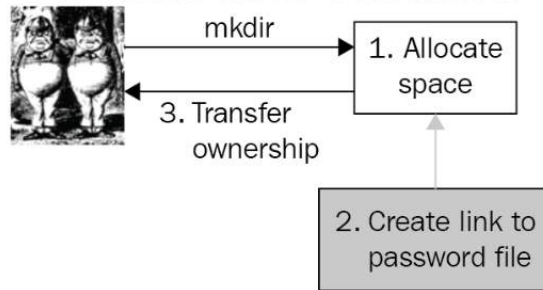 mkdir
1. Allocate
space
3. Transfer
ownership
2. Create link to
password file